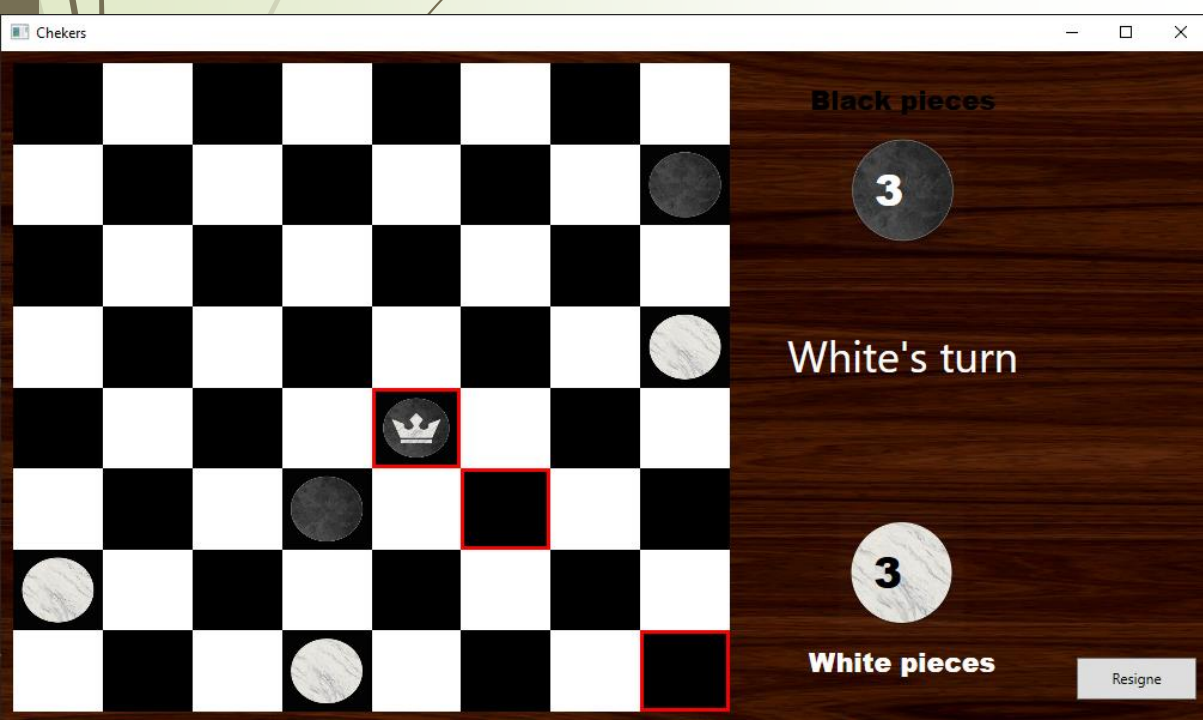 Chekers
Black pieces
3
White's turn
3
White pieces
Resigne